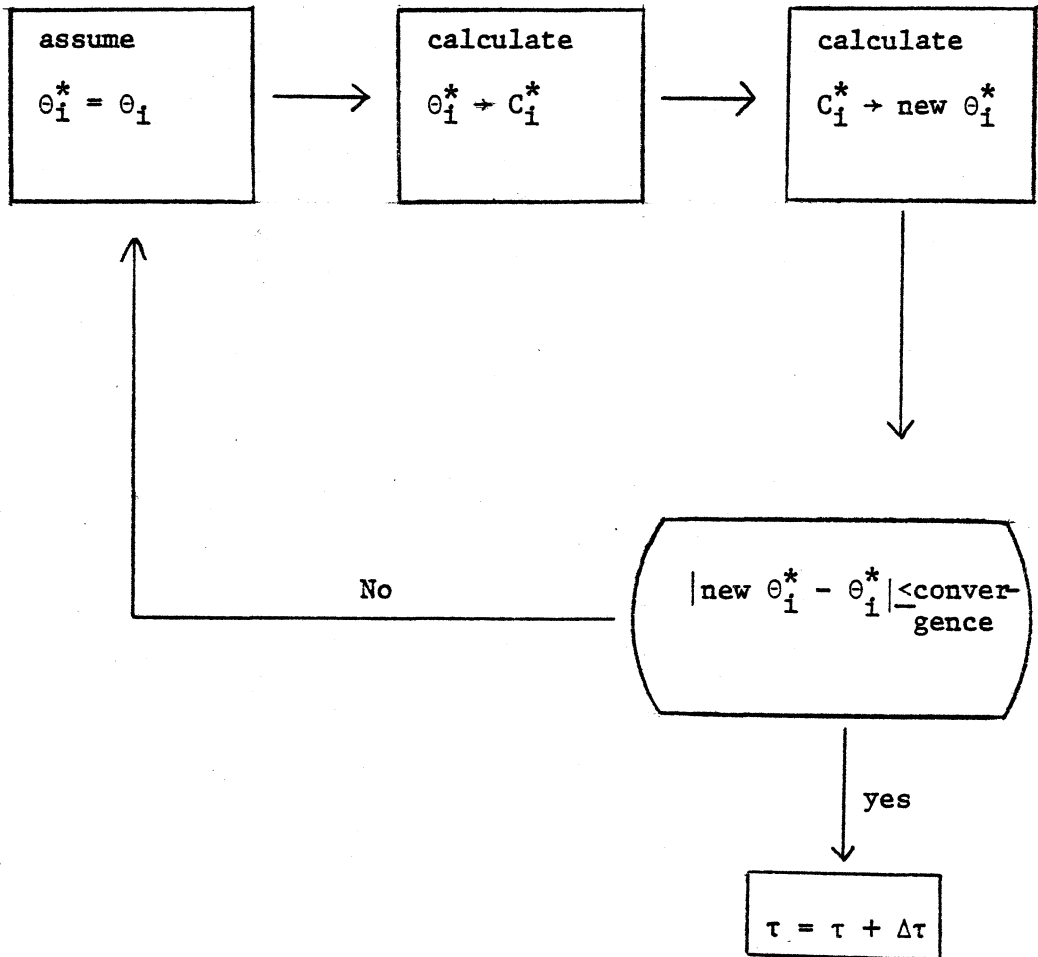 assume
Θ*i = Θi
calculate
Θ*i → C*i
calculate
C*i → new Θ*i
|new Θ*i - Θ*i| ≤ conver-
gence
No
yes
τ = τ + Δτ